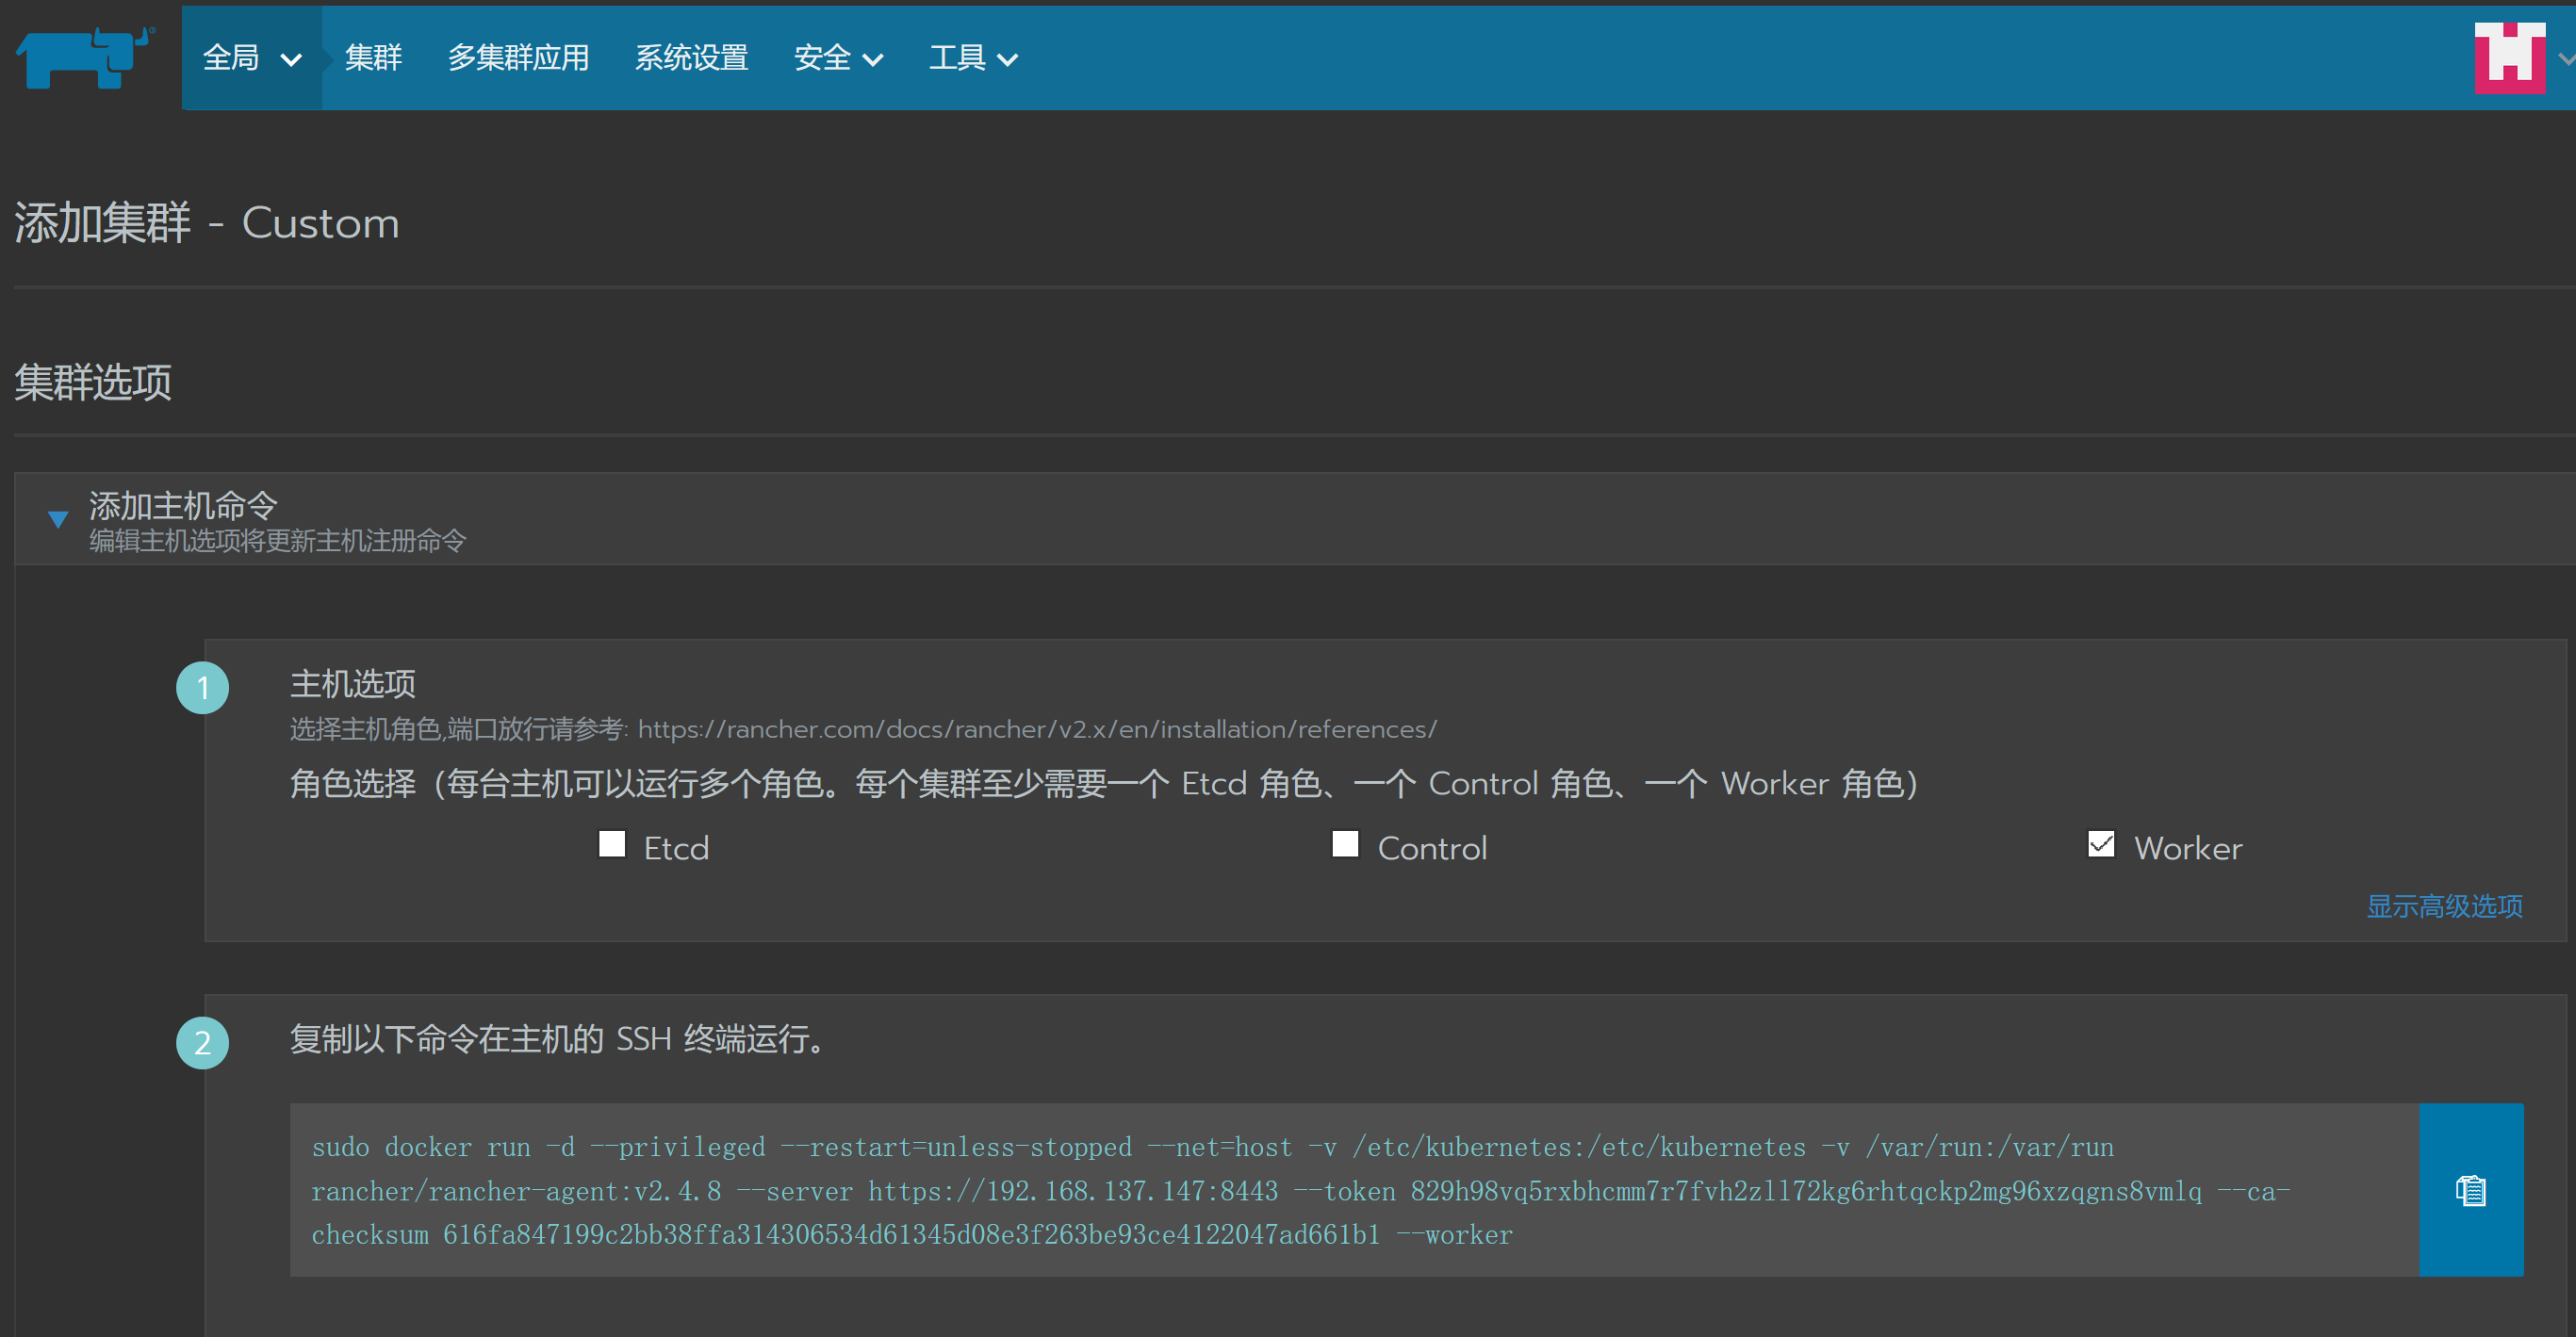 全局 集群 多集群应用 系统设置 安全 工具
添加集群 - Custom
集群选项
添加主机命令
编辑主机选项将更新主机注册命令
1 主机选项
选择主机角色,端口放行请参考: https://rancher.com/docs/rancher/v2.x/en/installation/references/
角色选择（每台主机可以运行多个角色。每个集群至少需要一个 Etcd 角色、一个 Control 角色、一个 Worker 角色）
Etcd Control Worker
显示高级选项
2 复制以下命令在主机的 SSH 终端运行。
sudo docker run -d --privileged --restart=unless-stopped --net=host -v /etc/kubernetes:/etc/kubernetes -v /var/run:/var/run
rancher/rancher-agent:v2.4.8 --server https://192.168.137.147:8443 --token 829h98vq5rxbhcmm7r7fvh2zll72kg6rhtqckp2mg96xzqgns8vmlq --ca-
checksum 616fa847199c2bb38ffa314306534d61345d08e3f263be93ce4122047ad661b1 --worker